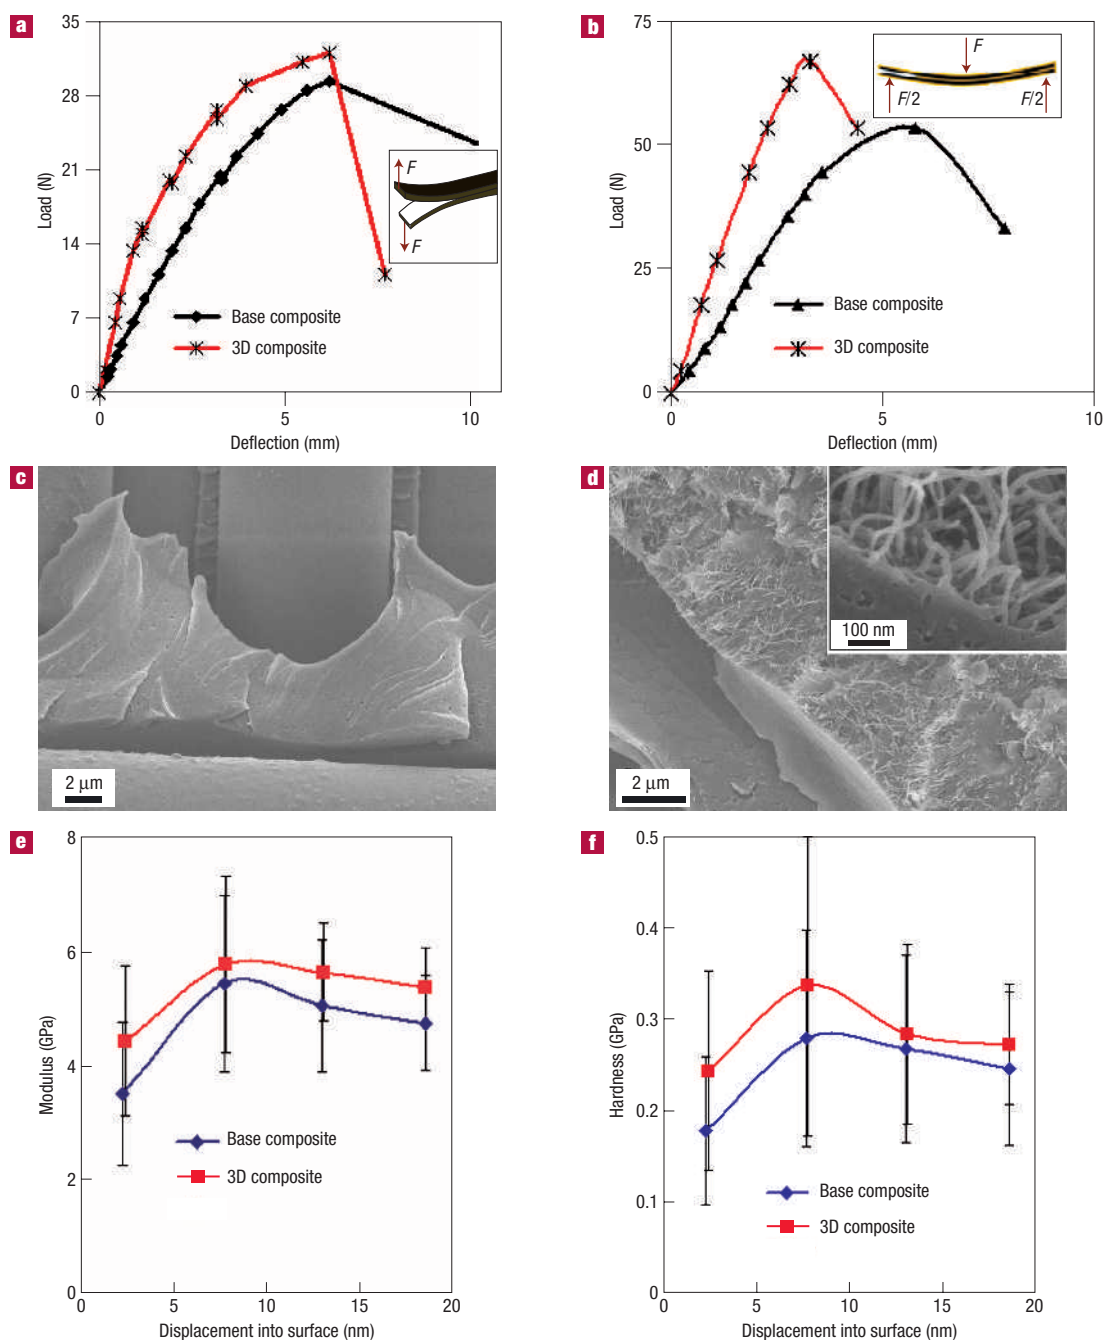 a
35
28
21
14
7
0
Load (N)
0
5
10
Deflection (mm)
F
F
Base composite
3D composite
b
75
50
25
0
Load (N)
0
5
10
Deflection (mm)
F
F/2
F/2
Base composite
3D composite
c
2 μm
d
100 nm
2 μm
e
8
6
4
2
0
Modulus (GPa)
0
5
10
15
20
Displacement into surface (nm)
Base composite
3D composite
f
0.5
0.4
0.3
0.2
0.1
0
Hardness (GPa)
0
5
10
15
20
Displacement into surface (nm)
Base composite
3D composite